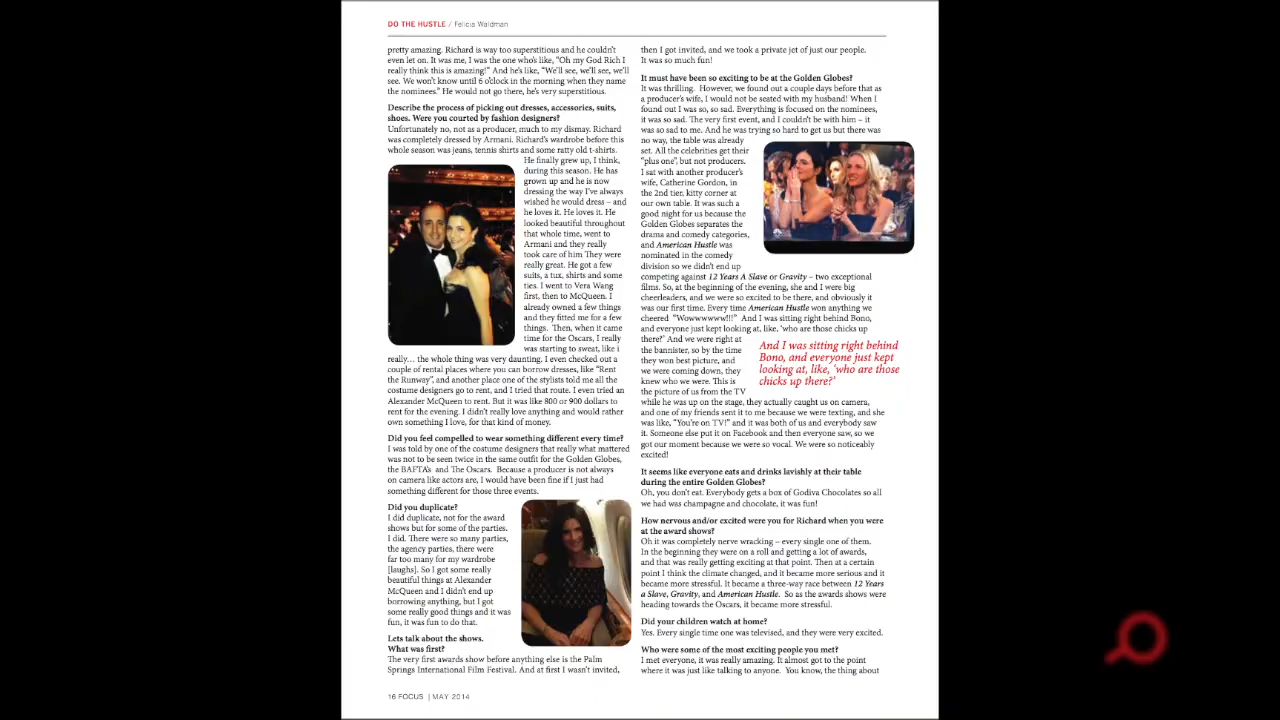 DO THE HUSTLE / Felicia Waldman
pretty amazing. Richard is way too superstitious and he couldn't
even let on. It was me, I was the one who's like, "Oh my God Rich I
really think this is amazing!" And he's like, "We'll see, we'll see, we'll
see. We won't know until 6 o'clock in the morning when they name
the nominees." He would not go there, he's very superstitious.
Describe the process of picking out dresses, accessories, suits,
shoes. Were you courted by fashion designers?
Unfortunately no, not as a producer, much to my dismay. Richard
was completely dressed by Armani. Richard's wardrobe before this
whole season was jeans, tennis shirts and some ratty old t-shirts.
He finally grew up, I think,
during this season. He has
grown up and he is now
dressing the way I've always
wished he would dress – and
he loves it. He loves it. He
looked beautiful throughout
that whole time, went to
Armani and they really
took care of him They were
really great. He got a few
suits, a tux, shirts and some
ties. I went to Vera Wang
first, then to McQueen. I
already owned a few things
and they fitted me for a few
things. Then, when it came
time for the Oscars, I really
was starting to sweat, like i
really… the whole thing was very daunting. I even checked out a
couple of rental places where you can borrow dresses, like "Rent
the Runway", and another place one of the stylists told me all the
costume designers go to rent, and I tried that route. I even tried an
Alexander McQueen to rent. But it was like 800 or 900 dollars to
rent for the evening. I didn't really love anything and would rather
own something I love, for that kind of money.
Did you feel compelled to wear something different every time?
I was told by one of the costume designers that really what mattered
was not to be seen twice in the same outfit for the Golden Globes,
the BAFTA's and The Oscars. Because a producer is not always
on camera like actors are, I would have been fine if I just had
something different for those three events.
Did you duplicate?
I did duplicate, not for the award
shows but for some of the parties.
I did. There were so many parties,
the agency parties, there were
far too many for my wardrobe
[laughs]. So I got some really
beautiful things at Alexander
McQueen and I didn't end up
borrowing anything, but I got
some really good things and it was
fun, it was fun to do that.
Lets talk about the shows.
What was first?
The very first awards show before anything else is the Palm
Springs International Film Festival. And at first I wasn't invited,
then I got invited, and we took a private jet of just our people.
It was so much fun!
It must have been so exciting to be at the Golden Globes?
It was thrilling. However, we found out a couple days before that as
a producer's wife, I would not be seated with my husband! When I
found out I was so, so sad. Everything is focused on the nominees,
it was so sad. The very first event, and I couldn't be with him – it
was so sad to me. And he was trying so hard to get us but there was
no way, the table was already
set. All the celebrities get their
"plus one", but not producers.
I sat with another producer's
wife, Catherine Gordon, in
the 2nd tier, kitty corner at
our own table. It was such a
good night for us because the
Golden Globes separates the
drama and comedy categories,
and American Hustle was
nominated in the comedy
division so we didn't end up
competing against 12 Years A Slave or Gravity – two exceptional
films. So, at the beginning of the evening, she and I were big
cheerleaders, and we were so excited to be there, and obviously it
was our first time. Every time American Hustle won anything we
cheered "Wowwwwww!!!" And I was sitting right behind Bono,
and everyone just kept looking at, like, 'who are those chicks up
there?' And we were right at
the bannister, so by the time
they won best picture, and
we were coming down, they
knew who we were. This is
the picture of us from the TV
And I was sitting right behind
Bono, and everyone just kept
looking at, like, 'who are those
chicks up there?'
while he was up on the stage, they actually caught us on camera,
and one of my friends sent it to me because we were texting, and she
was like, "You're on TV!" and it was both of us and everybody saw
it. Someone else put it on Facebook and then everyone saw, so we
got our moment because we were so vocal. We were so noticeably
excited!
It seems like everyone eats and drinks lavishly at their table
during the entire Golden Globes?
Oh, you don't eat. Everybody gets a box of Godiva Chocolates so all
we had was champagne and chocolate, it was fun!
How nervous and/or excited were you for Richard when you were
at the award shows?
Oh it was completely nerve wracking – every single one of them.
In the beginning they were on a roll and getting a lot of awards,
and that was really getting exciting at that point. Then at a certain
point I think the climate changed, and it became more serious and it
became more stressful. It became a three-way race between 12 Years
a Slave, Gravity, and American Hustle. So as the awards shows were
heading towards the Oscars, it became more stressful.
Did your children watch at home?
Yes. Every single time one was televised, and they were very excited.
Who were some of the most exciting people you met?
I met everyone, it was really amazing. It almost got to the point
where it was just like talking to anyone. You know, the thing about
16 FOCUS | MAY 2014